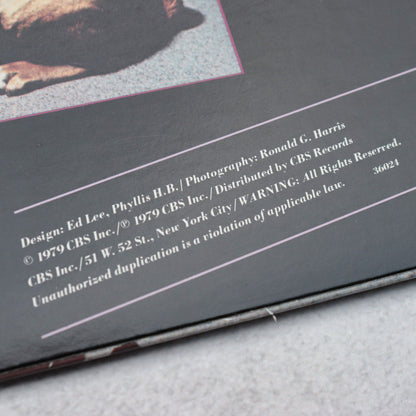 Design: Ed Lee, Phyllis H.B./Photography: Ronald G. Harris
© 1979 CBS Inc./℗ 1979 CBS Inc./Distributed by CBS Records
CBS Inc./51 W. 52 St., New York City/WARNING: All Rights Reserved.
Unauthorized duplication is a violation of applicable law. 36024